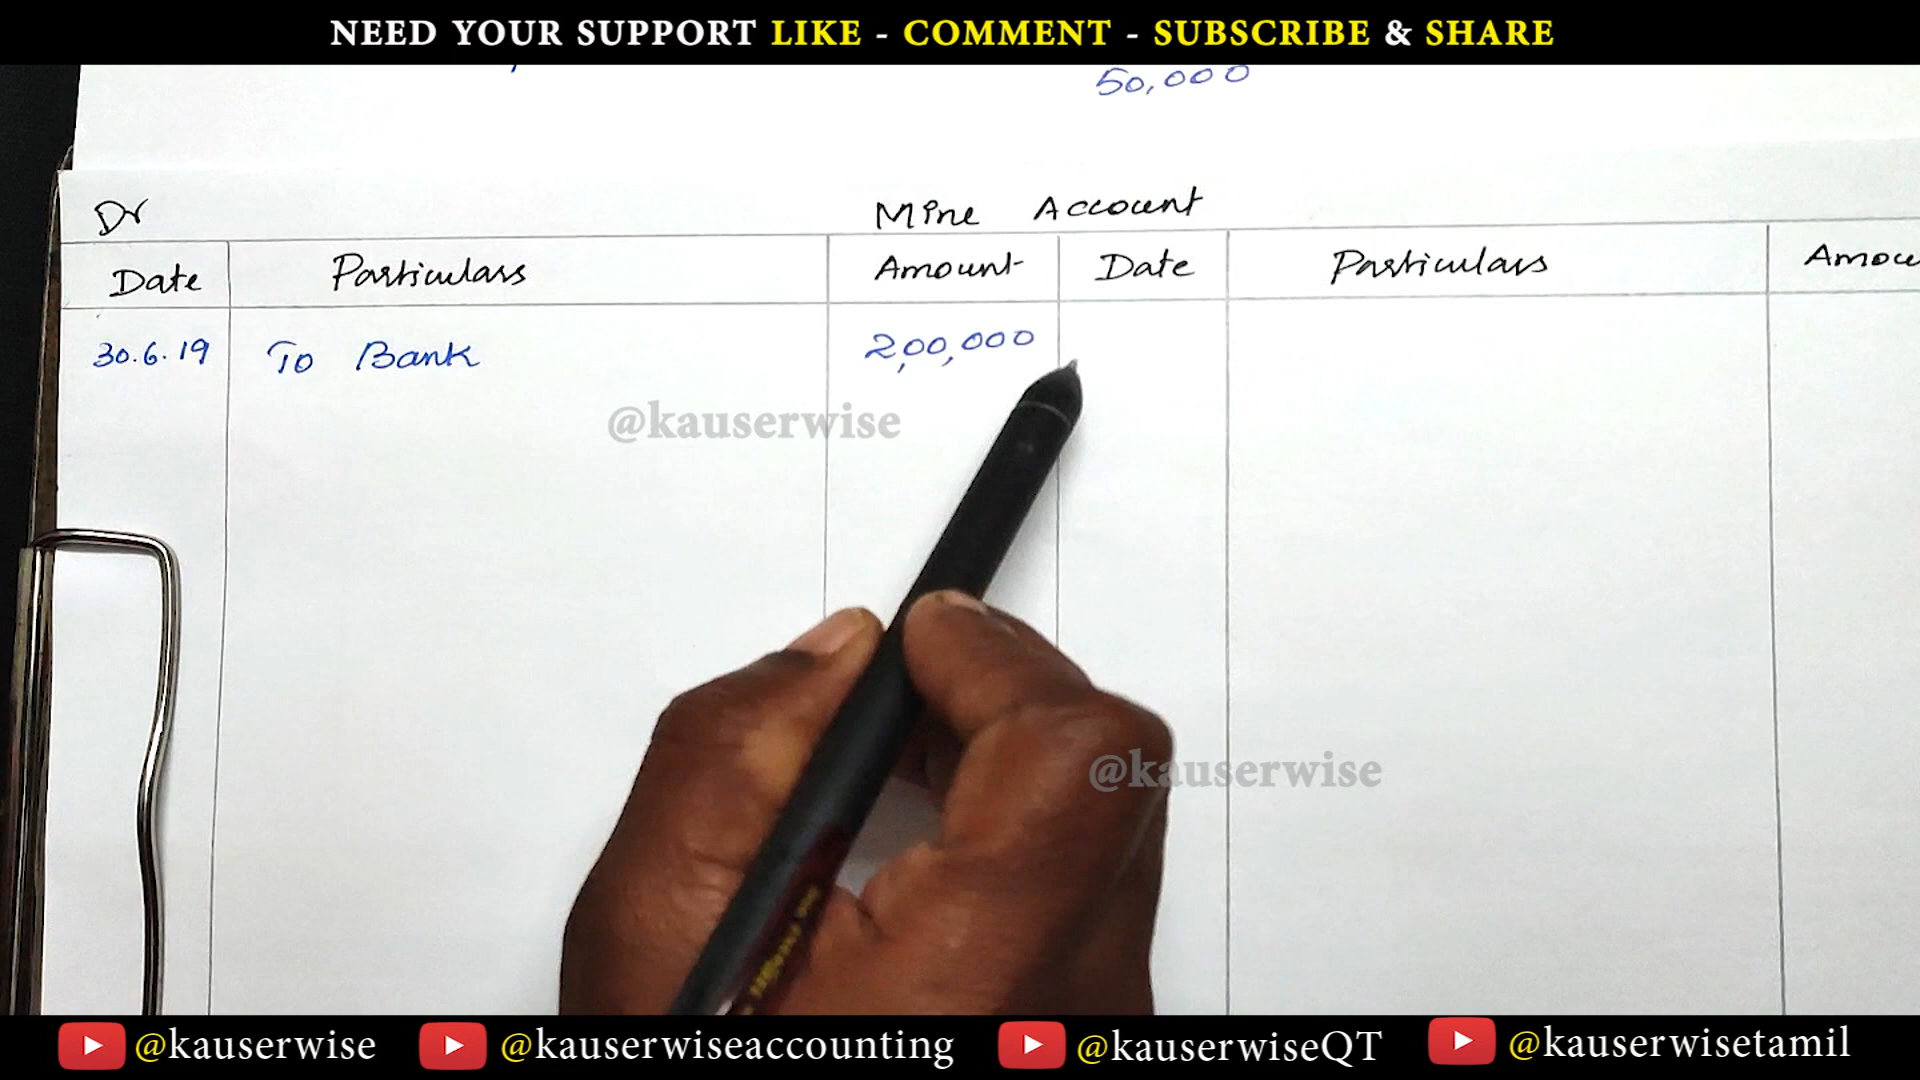 NEED YOUR SUPPORT LIKE - COMMENT - SUBSCRIBE & SHARE
50,000
Dr Mine Account
Date Particulars Amount Date Particulars Amou
30.6.19 To Bank 2,00,000
@kauserwise
@kauserwise
@kauserwise @kauserwiseaccounting @kauserwiseQT @kauserwisetamil